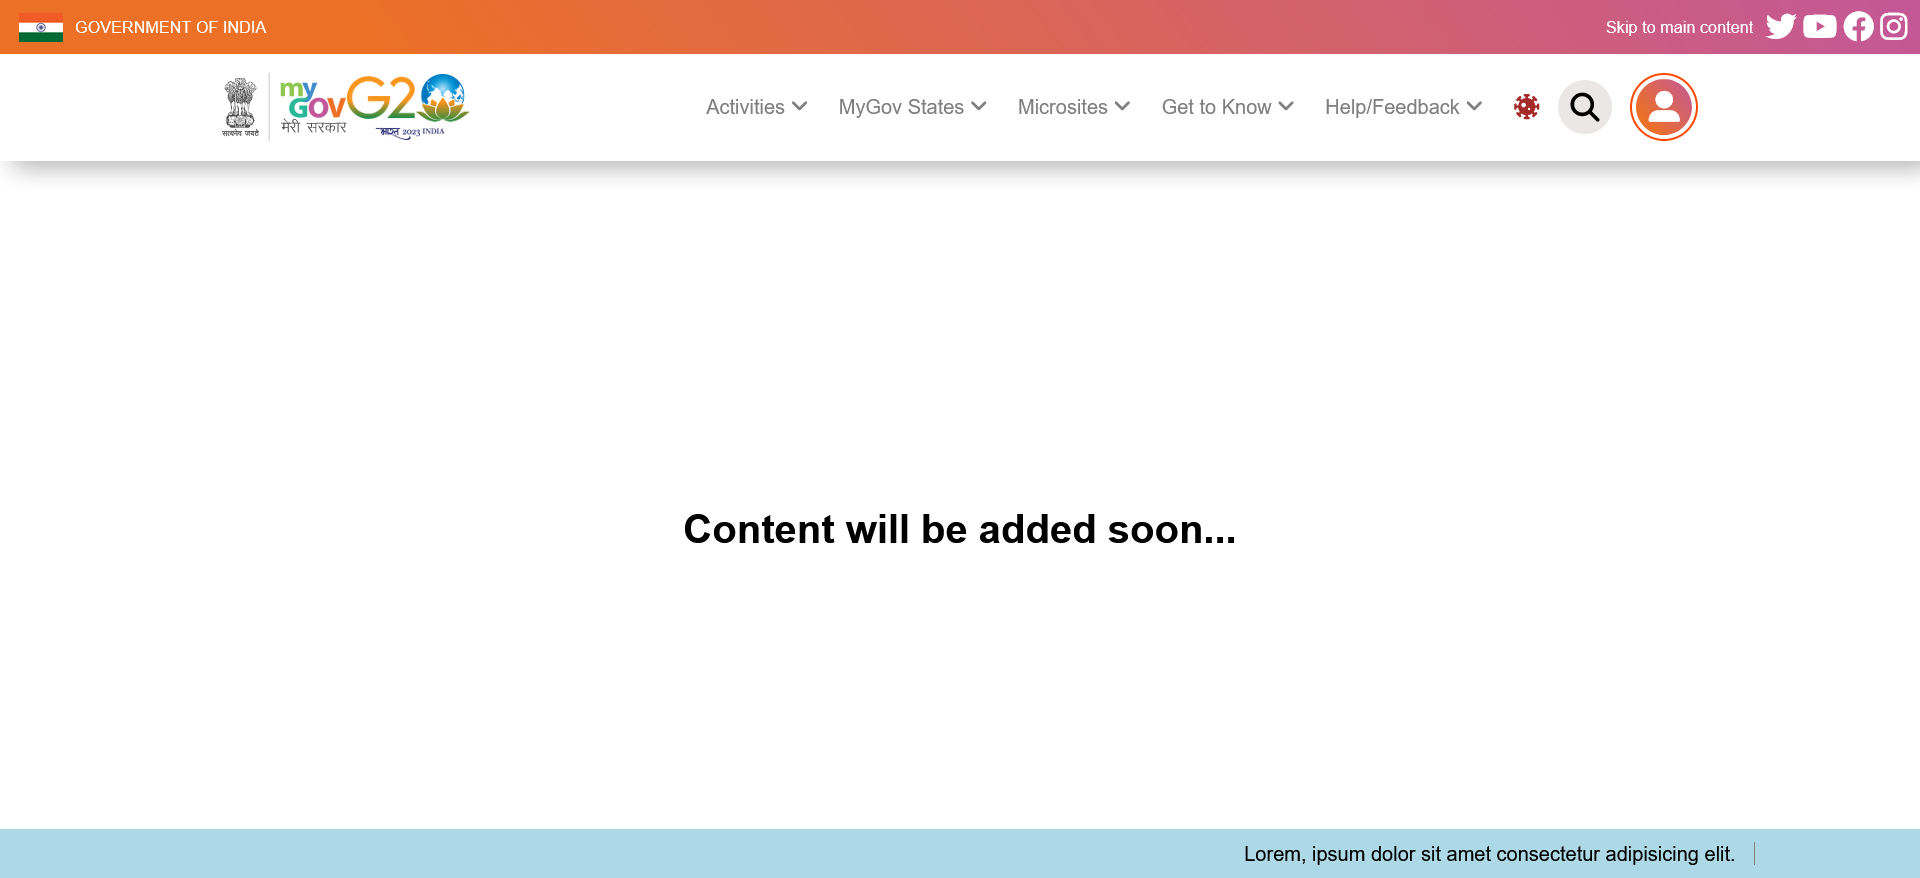 GOVERNMENT OF INDIA
Skip to main content
सत्यमेव जयते
my
Gov
मेरी सरकार
G20
भारत 2023 INDIA
Activities
MyGov States
Microsites
Get to Know
Help/Feedback
Content will be added soon...
Lorem, ipsum dolor sit amet consectetur adipisicing elit.